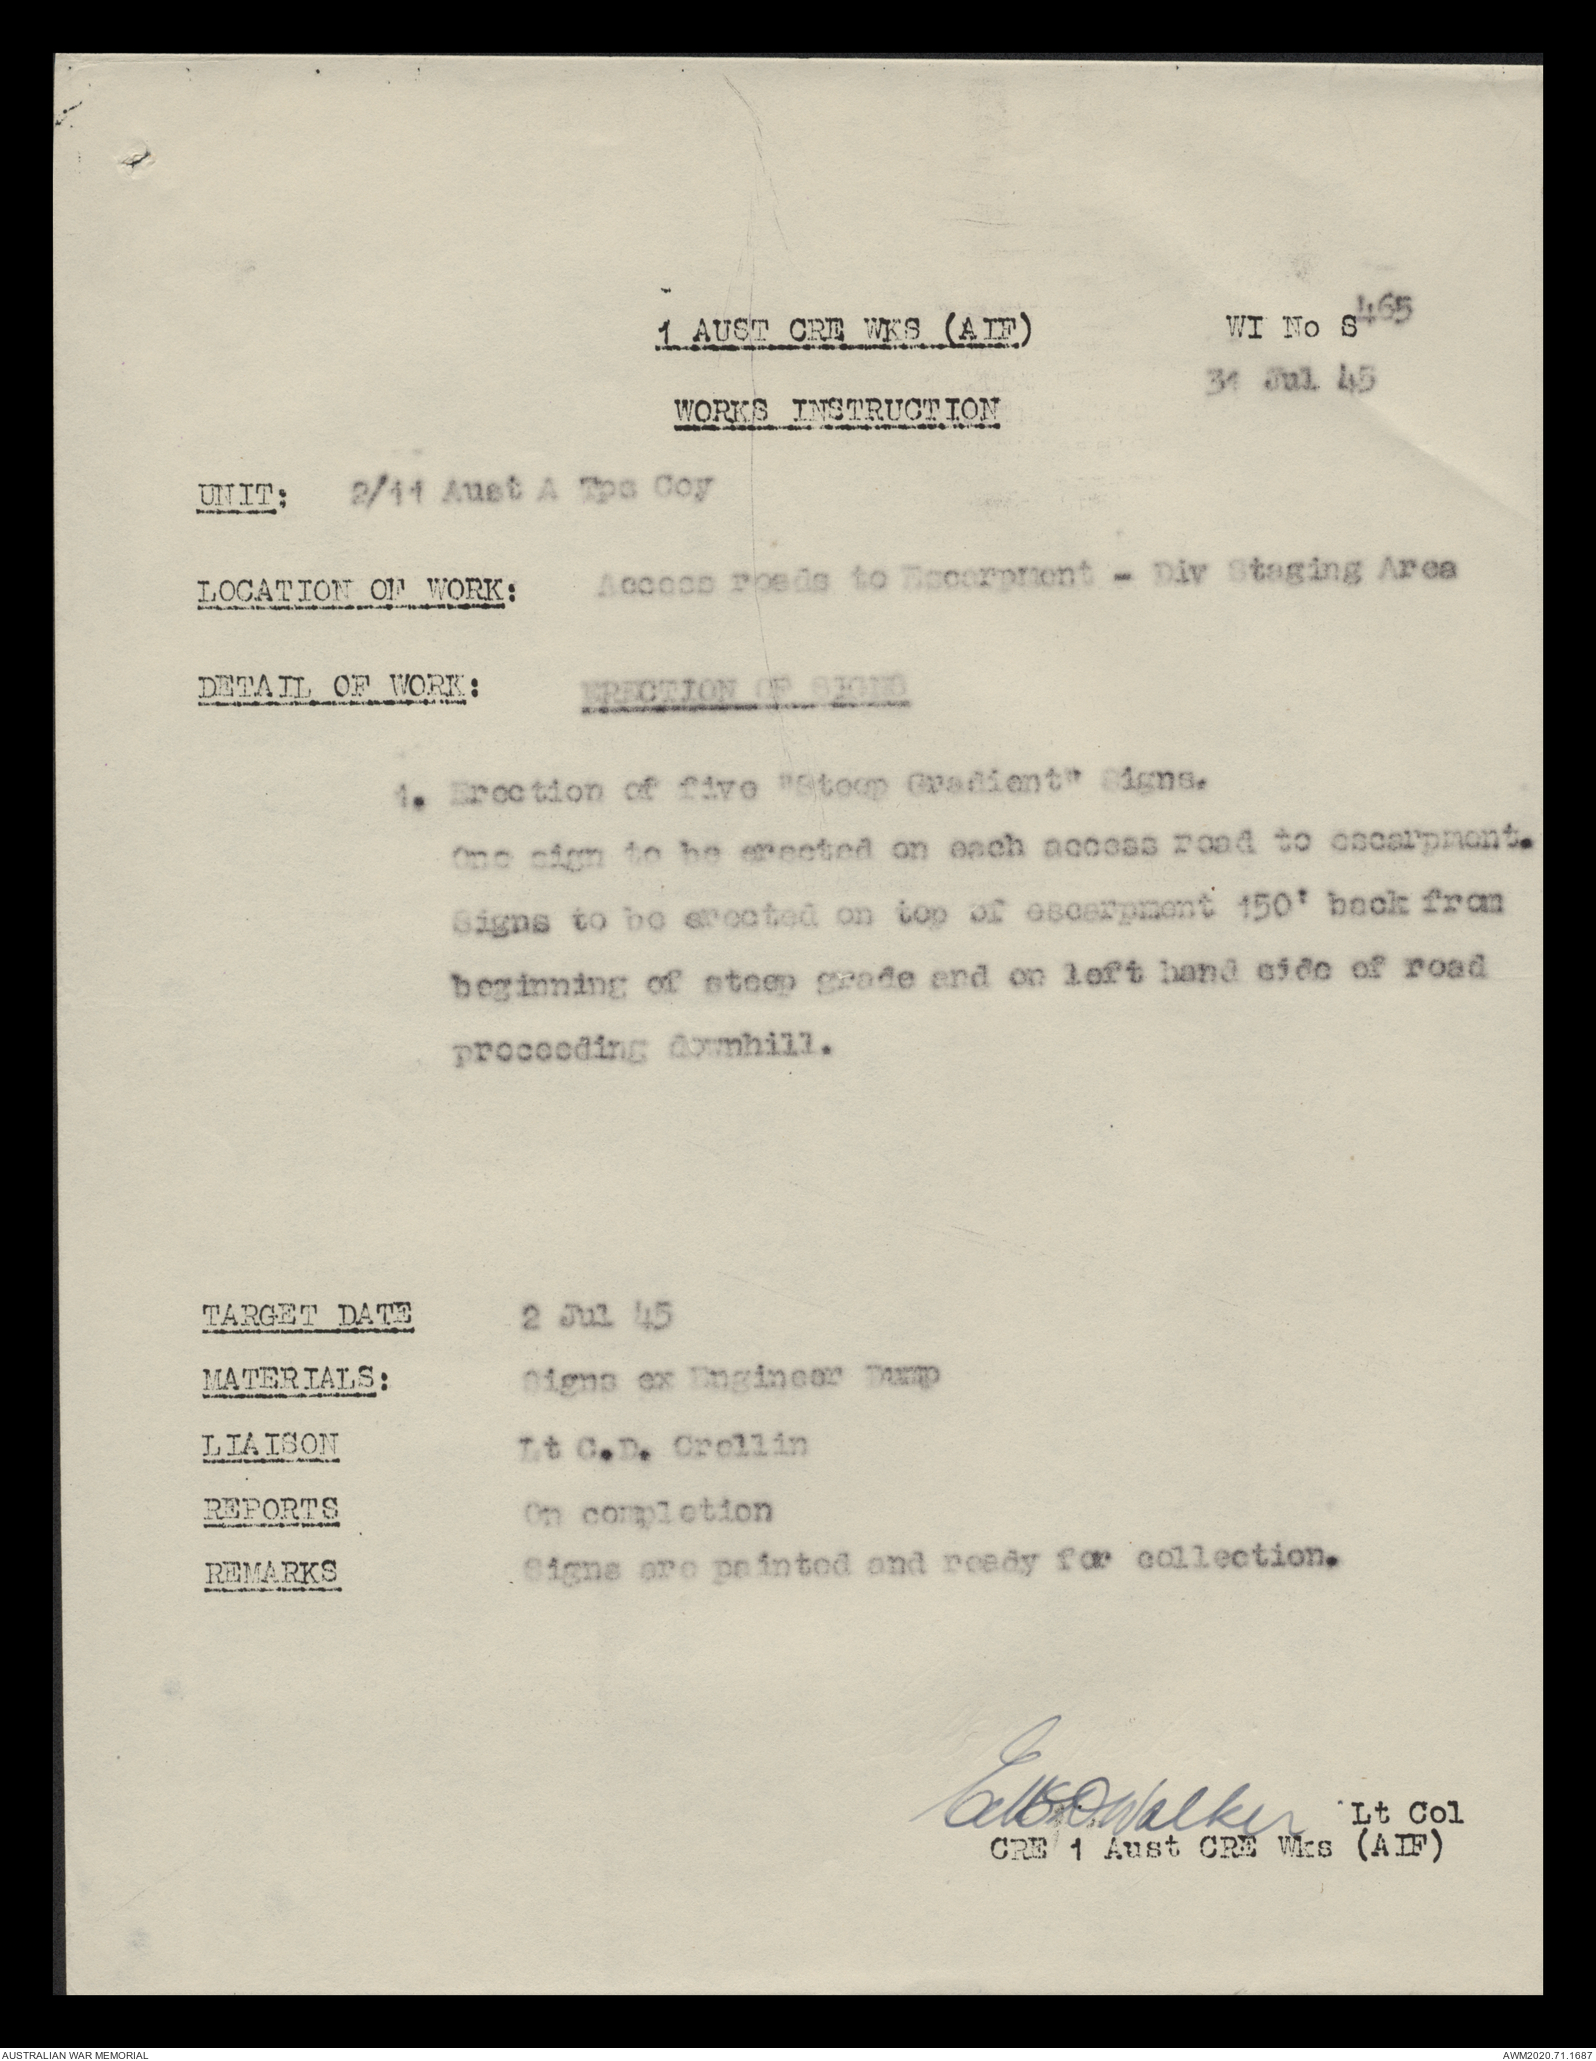 1 AUST CRE WKS (AIF) WI No S465
31 Jul 45
WORKS INSTRUCTION
UNIT: 2/11 Aust A Tps Coy
LOCATION OF WORK: Access roads to Escarpment - Div Staging Area
DETAIL OF WORK: ERECTION OF SIGNS
1. Erection of five "Steep Gradient" Signs.
One sign to be erected on each access road to escarpment.
Signs to be erected on top of escarpment 150' back from
beginning of steep grade and on left hand side of road
proceeding downhill.
TARGET DATE 2 Jul 45
MATERIALS: Signs ex Engineer Dump
LIAISON Lt C.D. Crellin
REPORTS On completion
REMARKS Signs are painted and ready for collection.
Walker Lt Col
CRE 1 Aust CRE Wks (AIF)
AUSTRALIAN WAR MEMORIAL AWM2020.71.1687